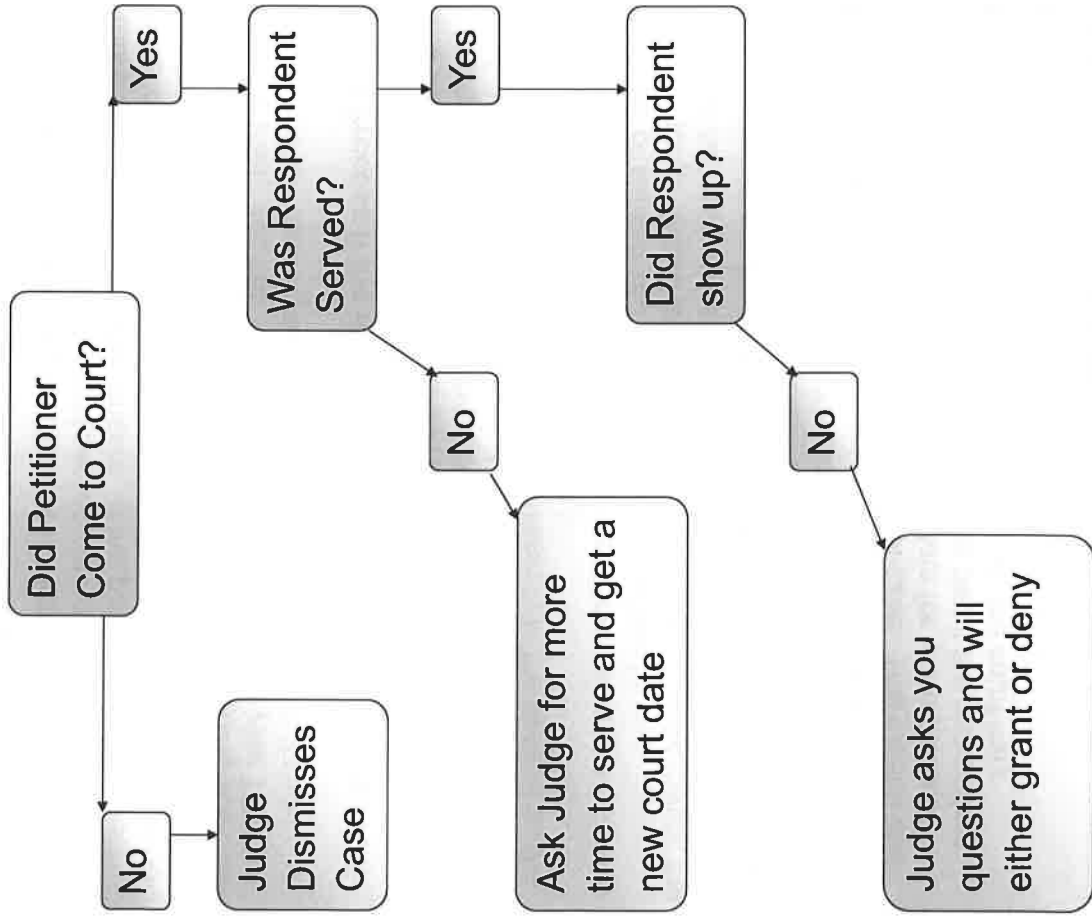 Did Petitioner
Come to Court?
No
Yes
Judge
Dismisses
Case
Was Respondent
Served?
No
Yes
Ask Judge for more
time to serve and get a
new court date
Did Respondent
show up?
No
Judge asks you
questions and will
either grant or deny